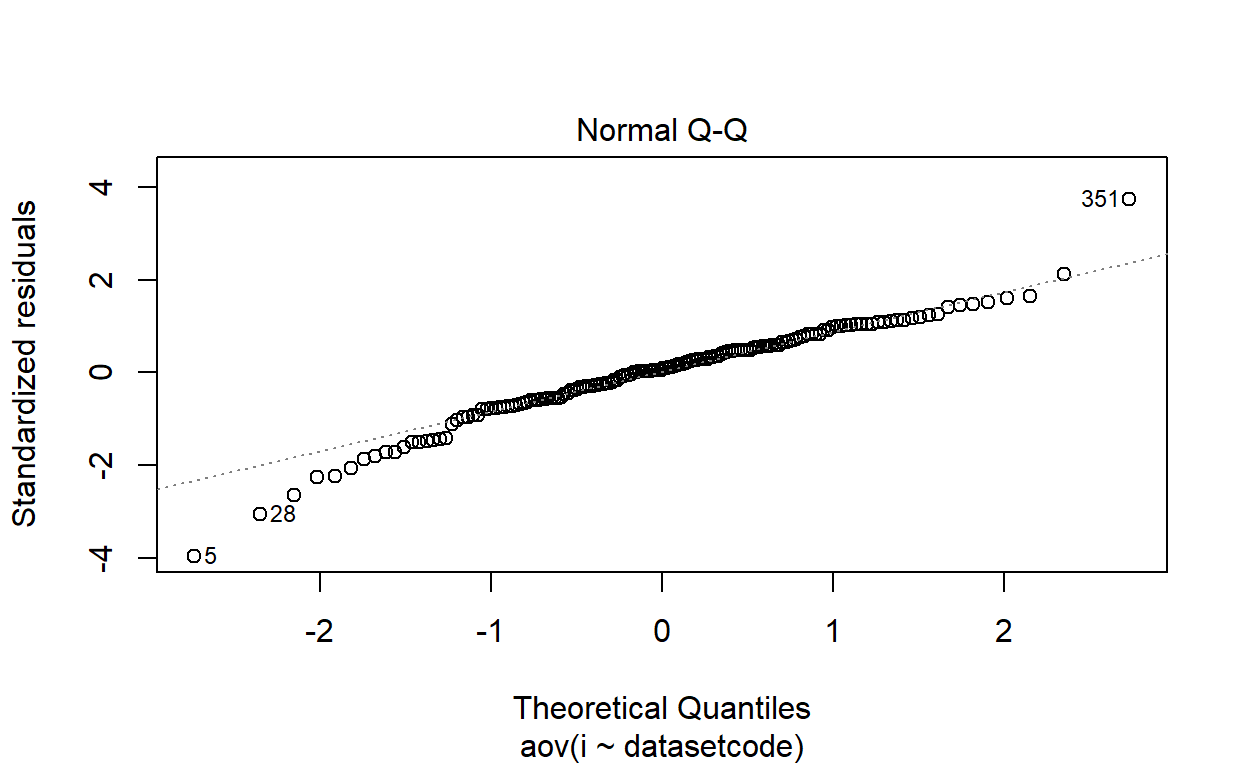 Normal Q-Q
Standardized residuals
4
2
0
-2
-4
351
28
5
-2 -1 0 1 2
Theoretical Quantiles
aov(i ~ datasetcode)